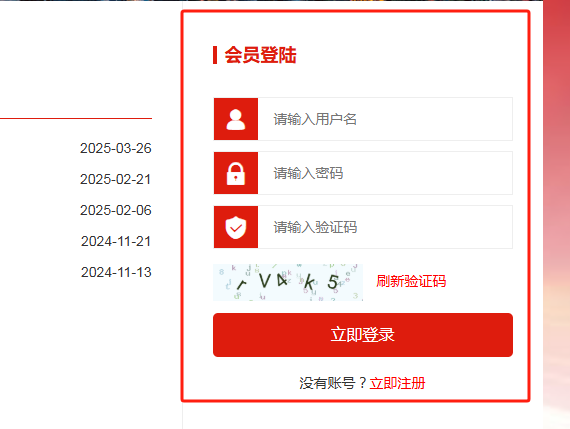 会员登陆
请输入用户名
2025-03-26
请输入密码
2025-02-21
2025-02-06
请输入验证码
2024-11-21
2024-11-13
rV4k5 刷新验证码
立即登录
没有账号？立即注册